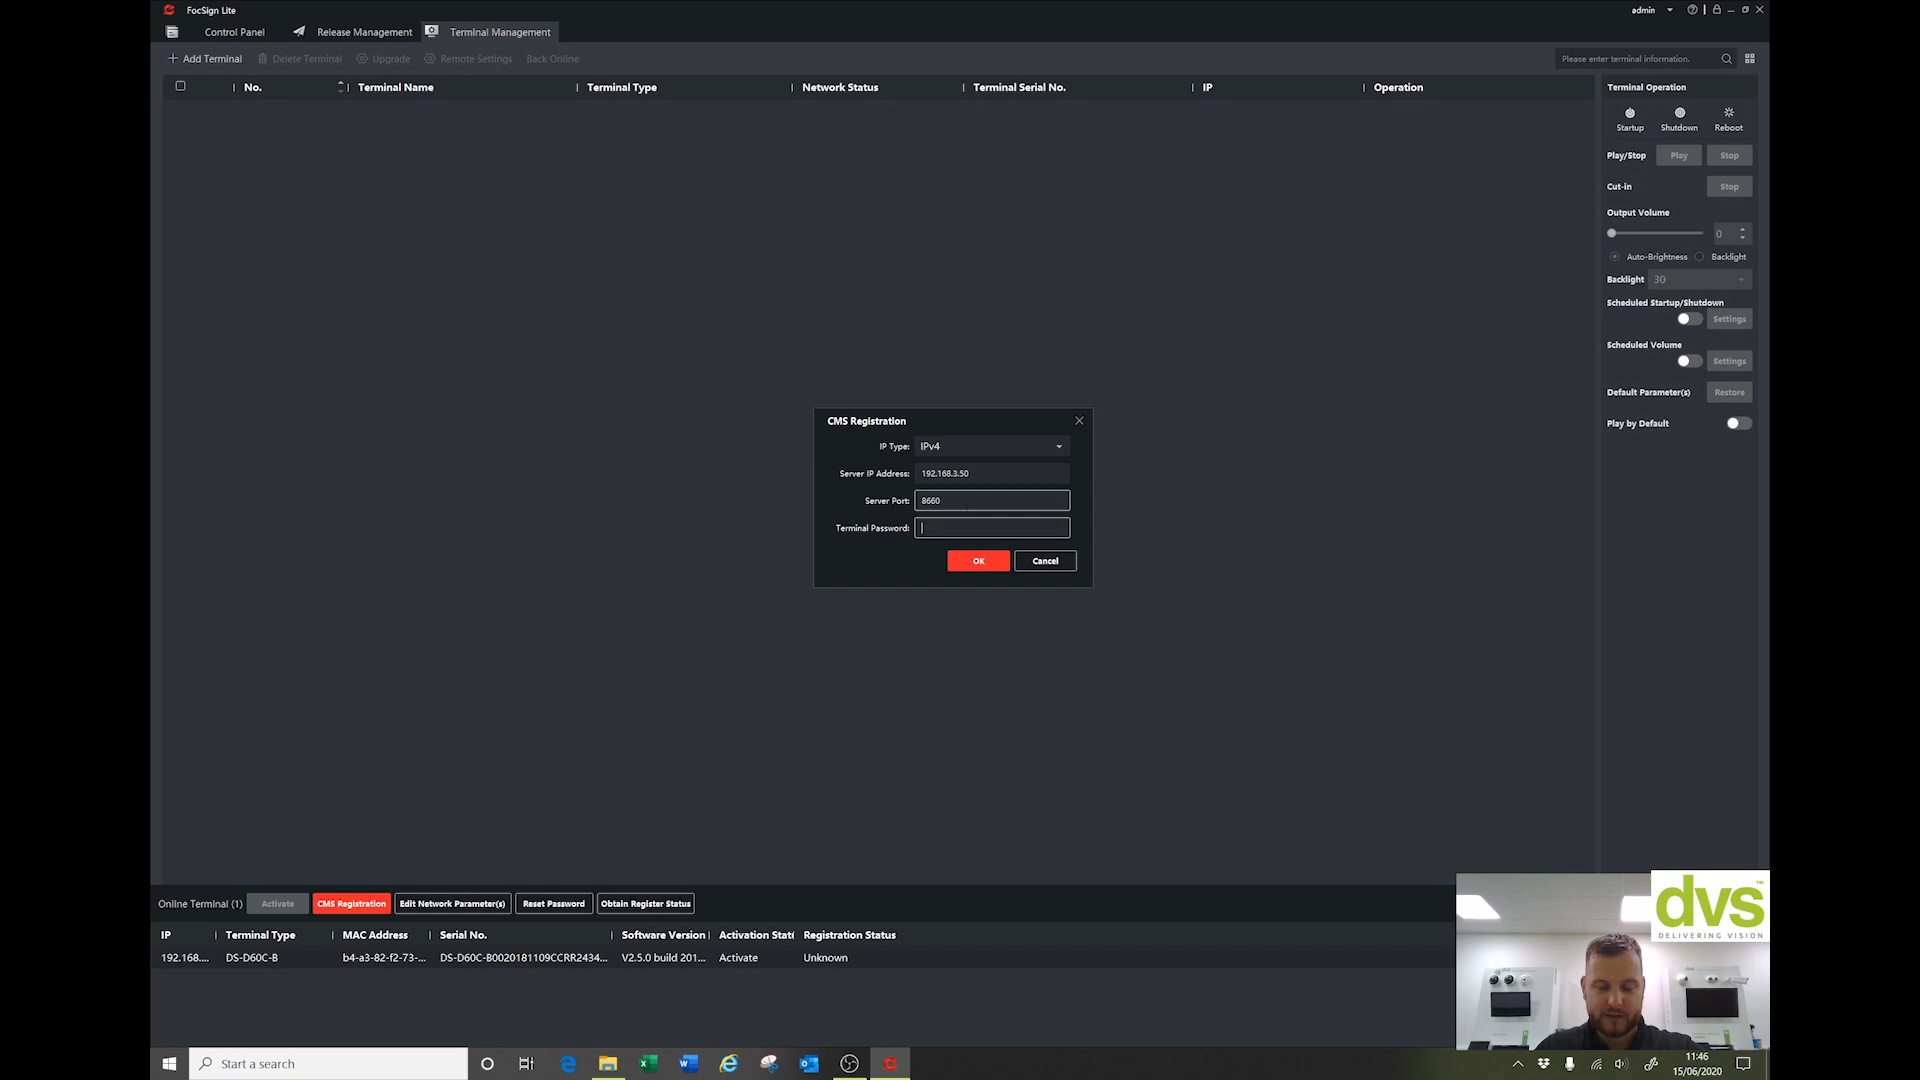 FocSign Lite
admin
Control Panel
Release Management
Terminal Management
Add Terminal
Delete Terminal
Upgrade
Remote Settings
Back Online
Please enter terminal information.
No.
Terminal Name
Terminal Type
Network Status
Terminal Serial No.
IP
Operation
Terminal Operation
Startup
Shutdown
Reboot
Play/Stop
Play
Stop
Cut-in
Stop
Output Volume
0
Auto-Brightness
Backlight
Backlight
30
Scheduled Startup/Shutdown
Settings
Scheduled Volume
Settings
Default Parameter(s)
Restore
Play by Default
CMS Registration
IP Type:
IPv4
Server IP Address:
192.168.3.50
Server Port:
8660
Terminal Password:
OK
Cancel
Online Terminal (1)
Activate
CMS Registration
Edit Network Parameter(s)
Reset Password
Obtain Register Status
IP
Terminal Type
MAC Address
Serial No.
Software Version
Activation Stat
Registration Status
192.168....
DS-D60C-B
b4-a3-82-f2-73-...
DS-D60C-B0020181109CCRR2434...
V2.5.0 build 201...
Activate
Unknown
dvs™
DELIVERING VISION
Start a search
11:46
15/06/2020